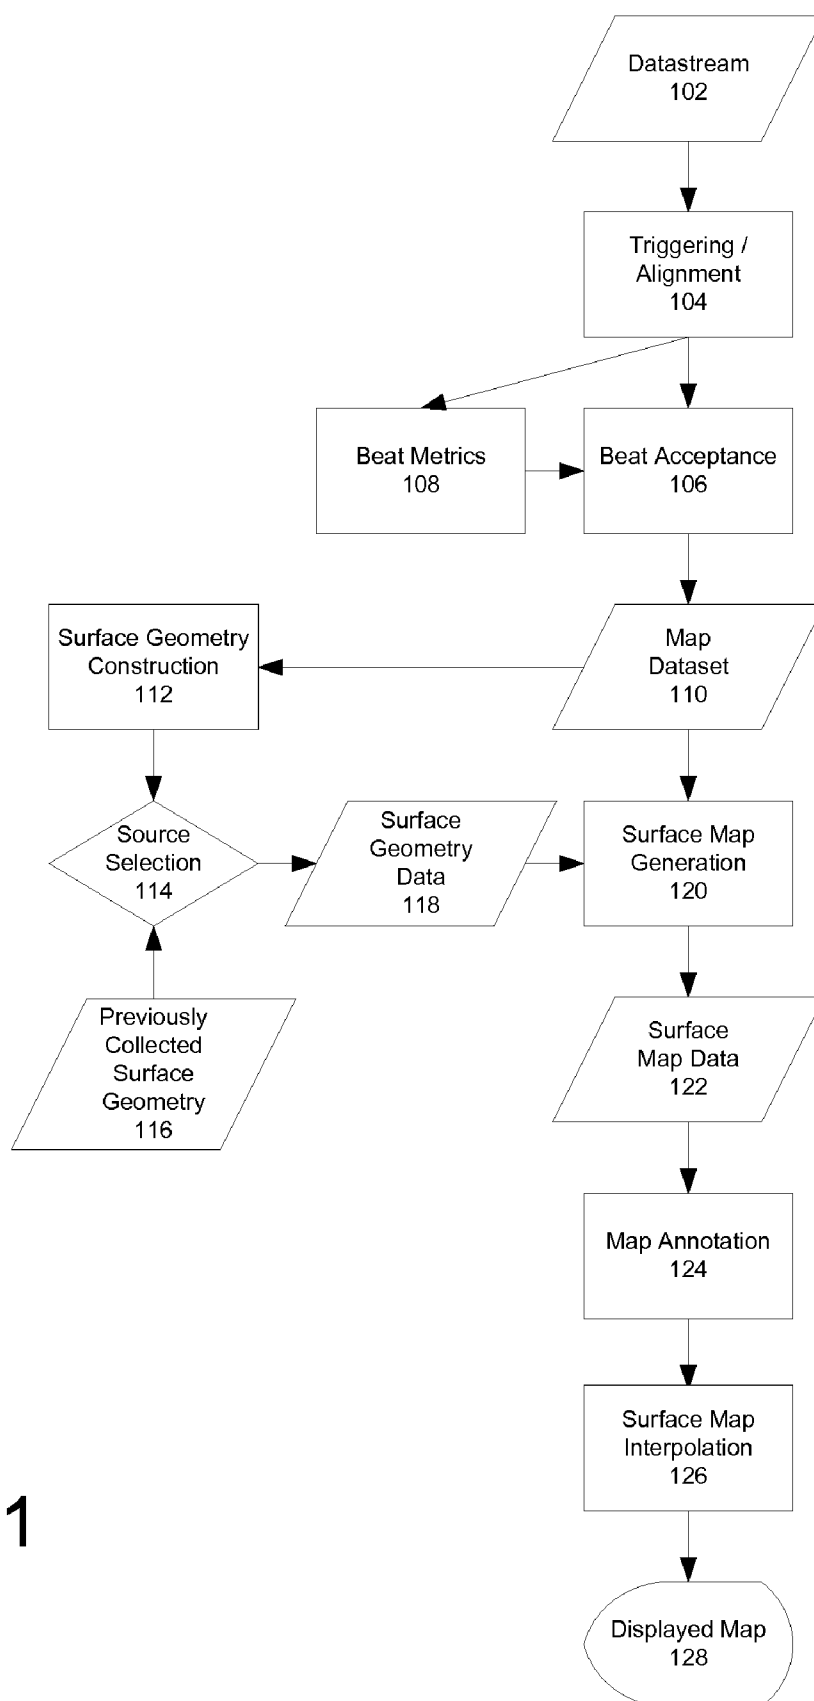 Datastream
102
Triggering /
Alignment
104
Beat Metrics
108
Beat Acceptance
106
Surface Geometry
Construction
112
Map
Dataset
110
Source
Selection
114
Surface
Geometry
Data
118
Surface Map
Generation
120
Previously
Collected
Surface
Geometry
116
Surface
Map Data
122
Map Annotation
124
Surface Map
Interpolation
126
1
Displayed Map
128